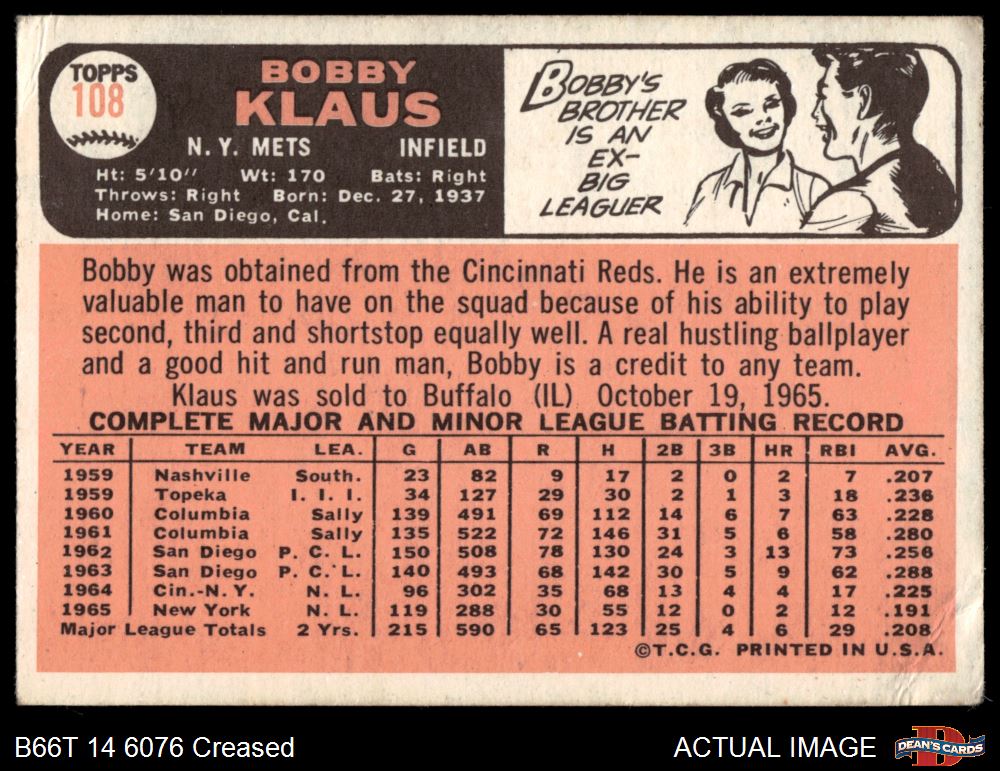 TOPPS
108
BOBBY
KLAUS
N. Y. METS INFIELD
Ht: 5'10" Wt: 170 Bats: Right
Throws: Right Born: Dec. 27, 1937
Home: San Diego, Cal.
BOBBY'S
BROTHER
IS AN
EX-
BIG
LEAGUER
Bobby was obtained from the Cincinnati Reds. He is an extremely
valuable man to have on the squad because of his ability to play
second, third and shortstop equally well. A real hustling ballplayer
and a good hit and run man, Bobby is a credit to any team.
Klaus was sold to Buffalo (IL) October 19, 1965.
COMPLETE MAJOR AND MINOR LEAGUE BATTING RECORD
YEAR TEAM LEA. G AB R H 2B 3B HR RBI AVG.
1959 Nashville South. 23 82 9 17 2 0 2 7 .207
1959 Topeka I. I. I. 34 127 29 30 2 1 3 18 .236
1960 Columbia Sally 139 491 69 112 14 6 7 63 .228
1961 Columbia Sally 135 522 72 146 31 5 6 58 .280
1962 San Diego P. C. L. 150 508 78 130 24 3 13 73 .256
1963 San Diego P. C. L. 140 493 68 142 30 5 9 62 .288
1964 Cin.-N. Y. N. L. 96 302 35 68 13 4 4 17 .225
1965 New York N. L. 119 288 30 55 12 0 2 12 .191
Major League Totals 2 Yrs. 215 590 65 123 25 4 6 29 .208
©T.C.G. PRINTED IN U.S.A.
B66T 14 6076 Creased
ACTUAL IMAGE
DEAN'S CARDS